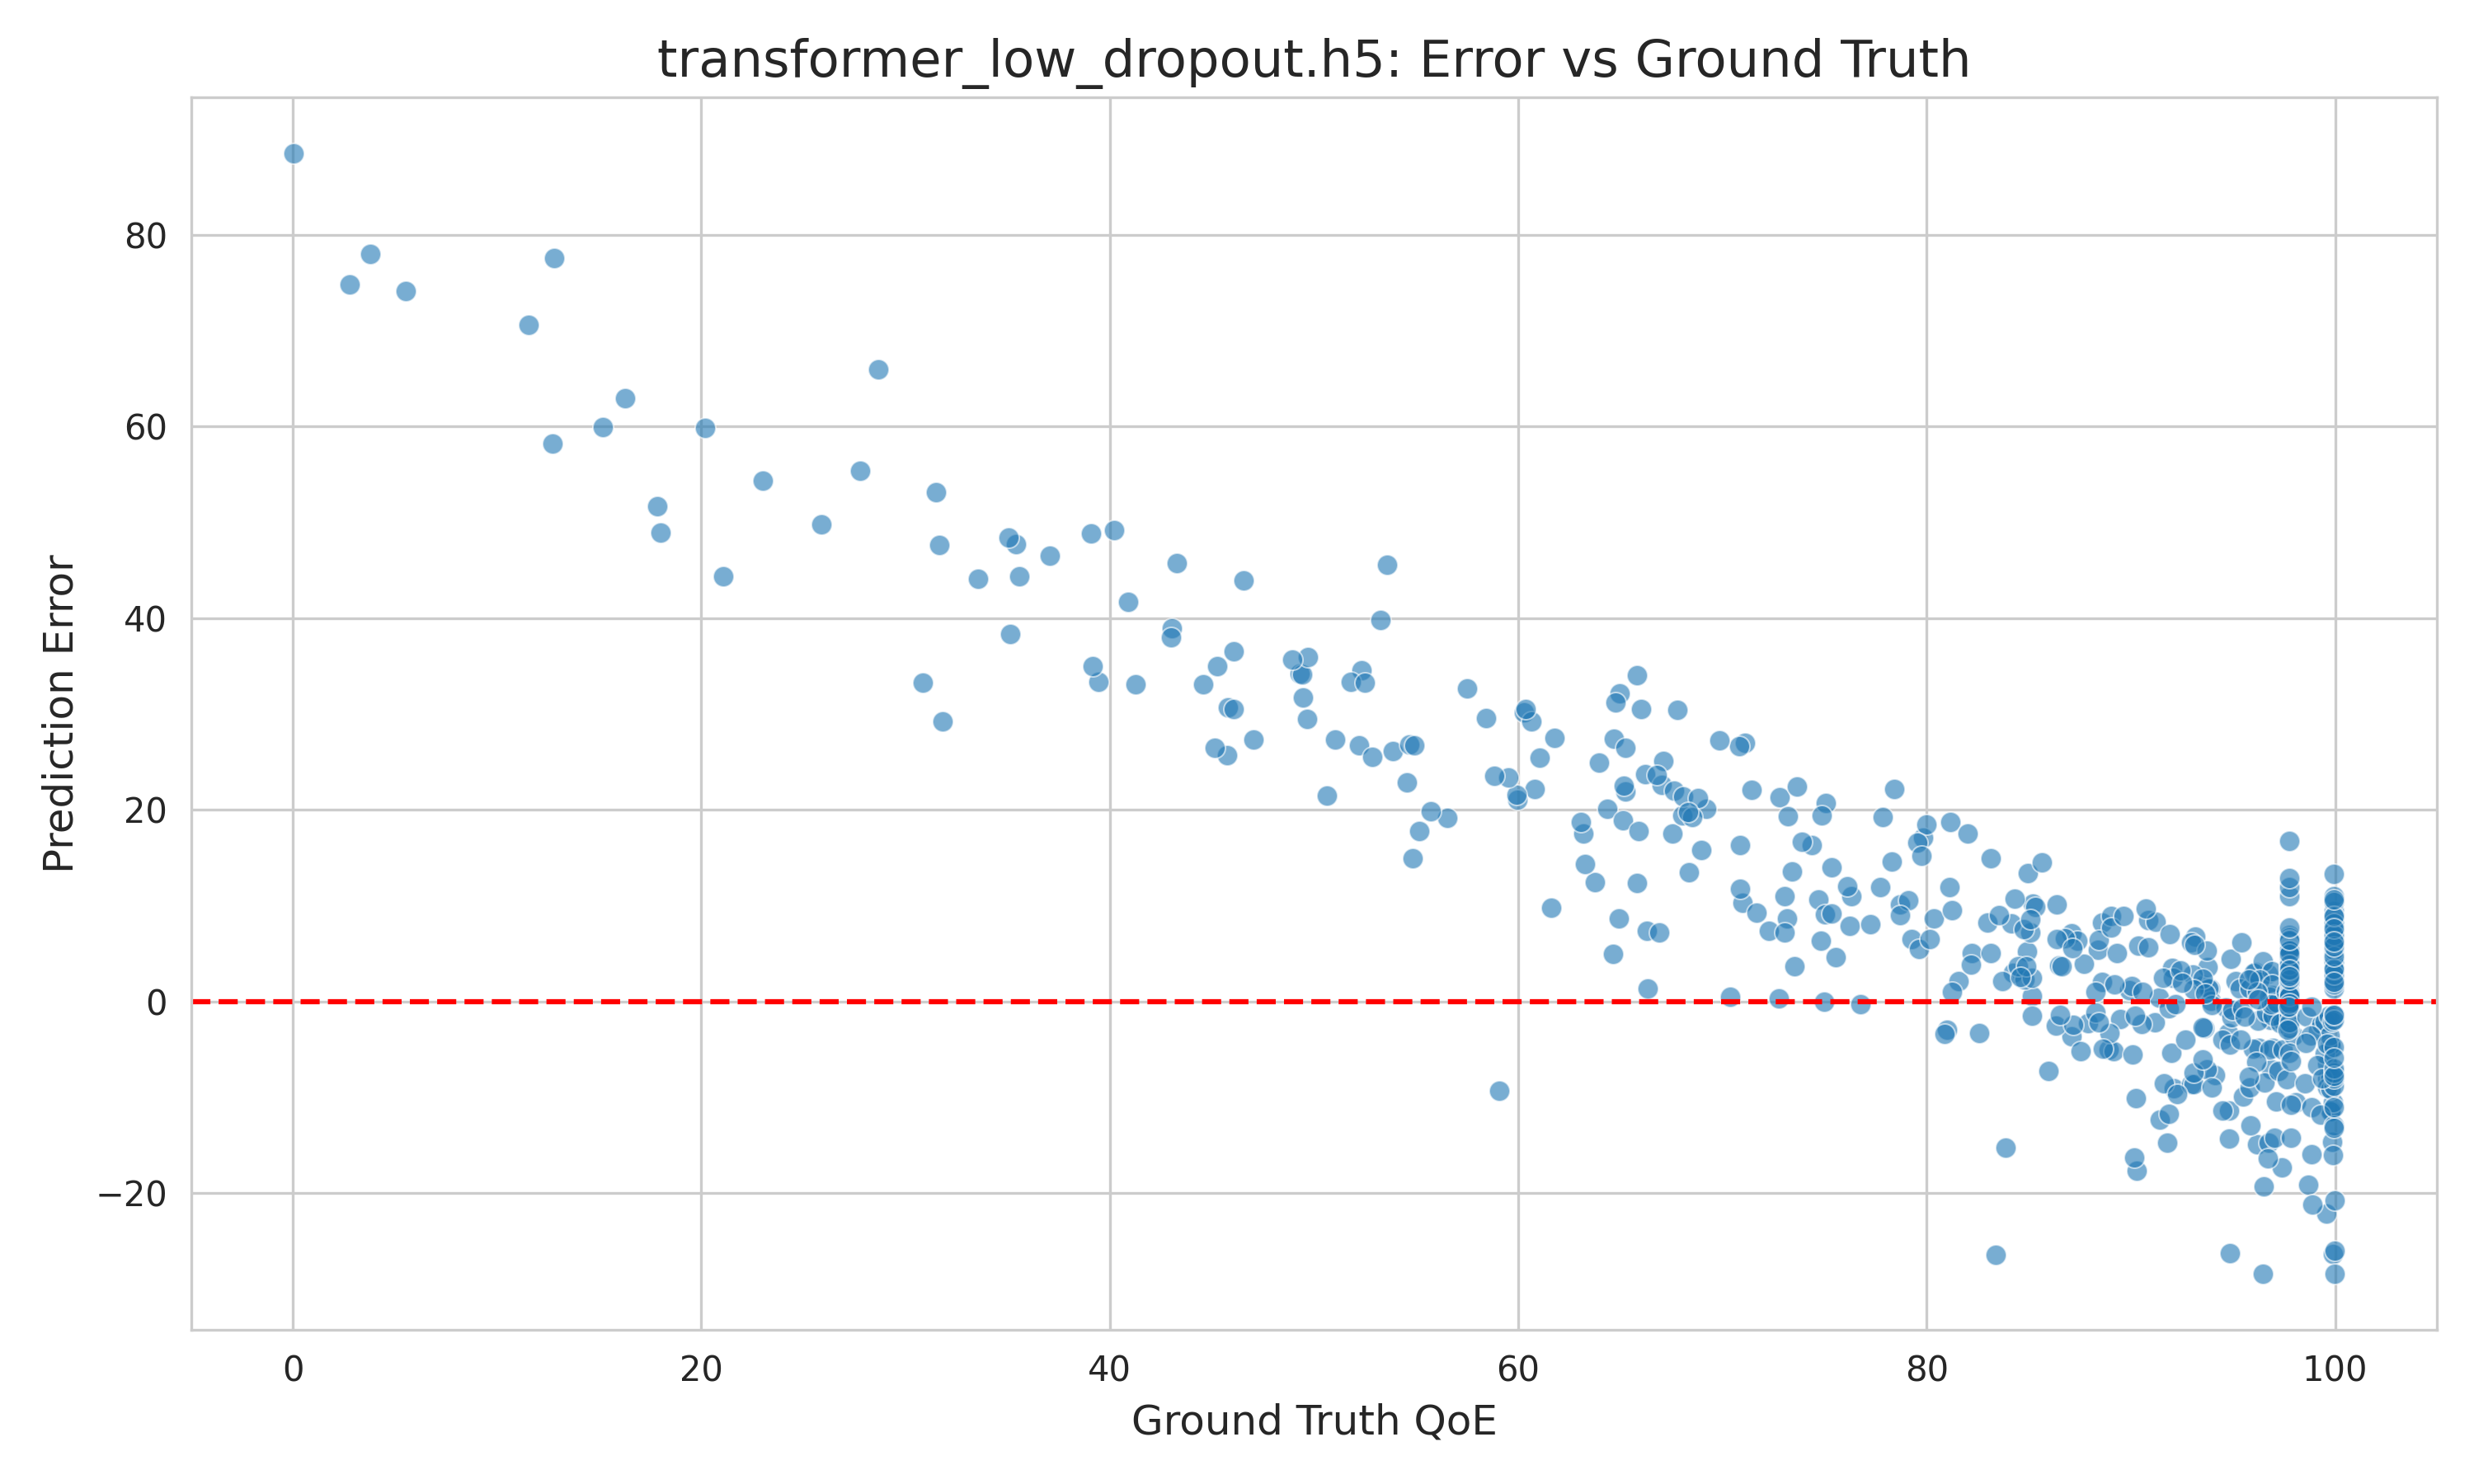 transformer_low_dropout.h5: Error vs Ground Truth
Prediction Error
80
60
40
20
0
−20
0 20 40 60 80 100
Ground Truth QoE